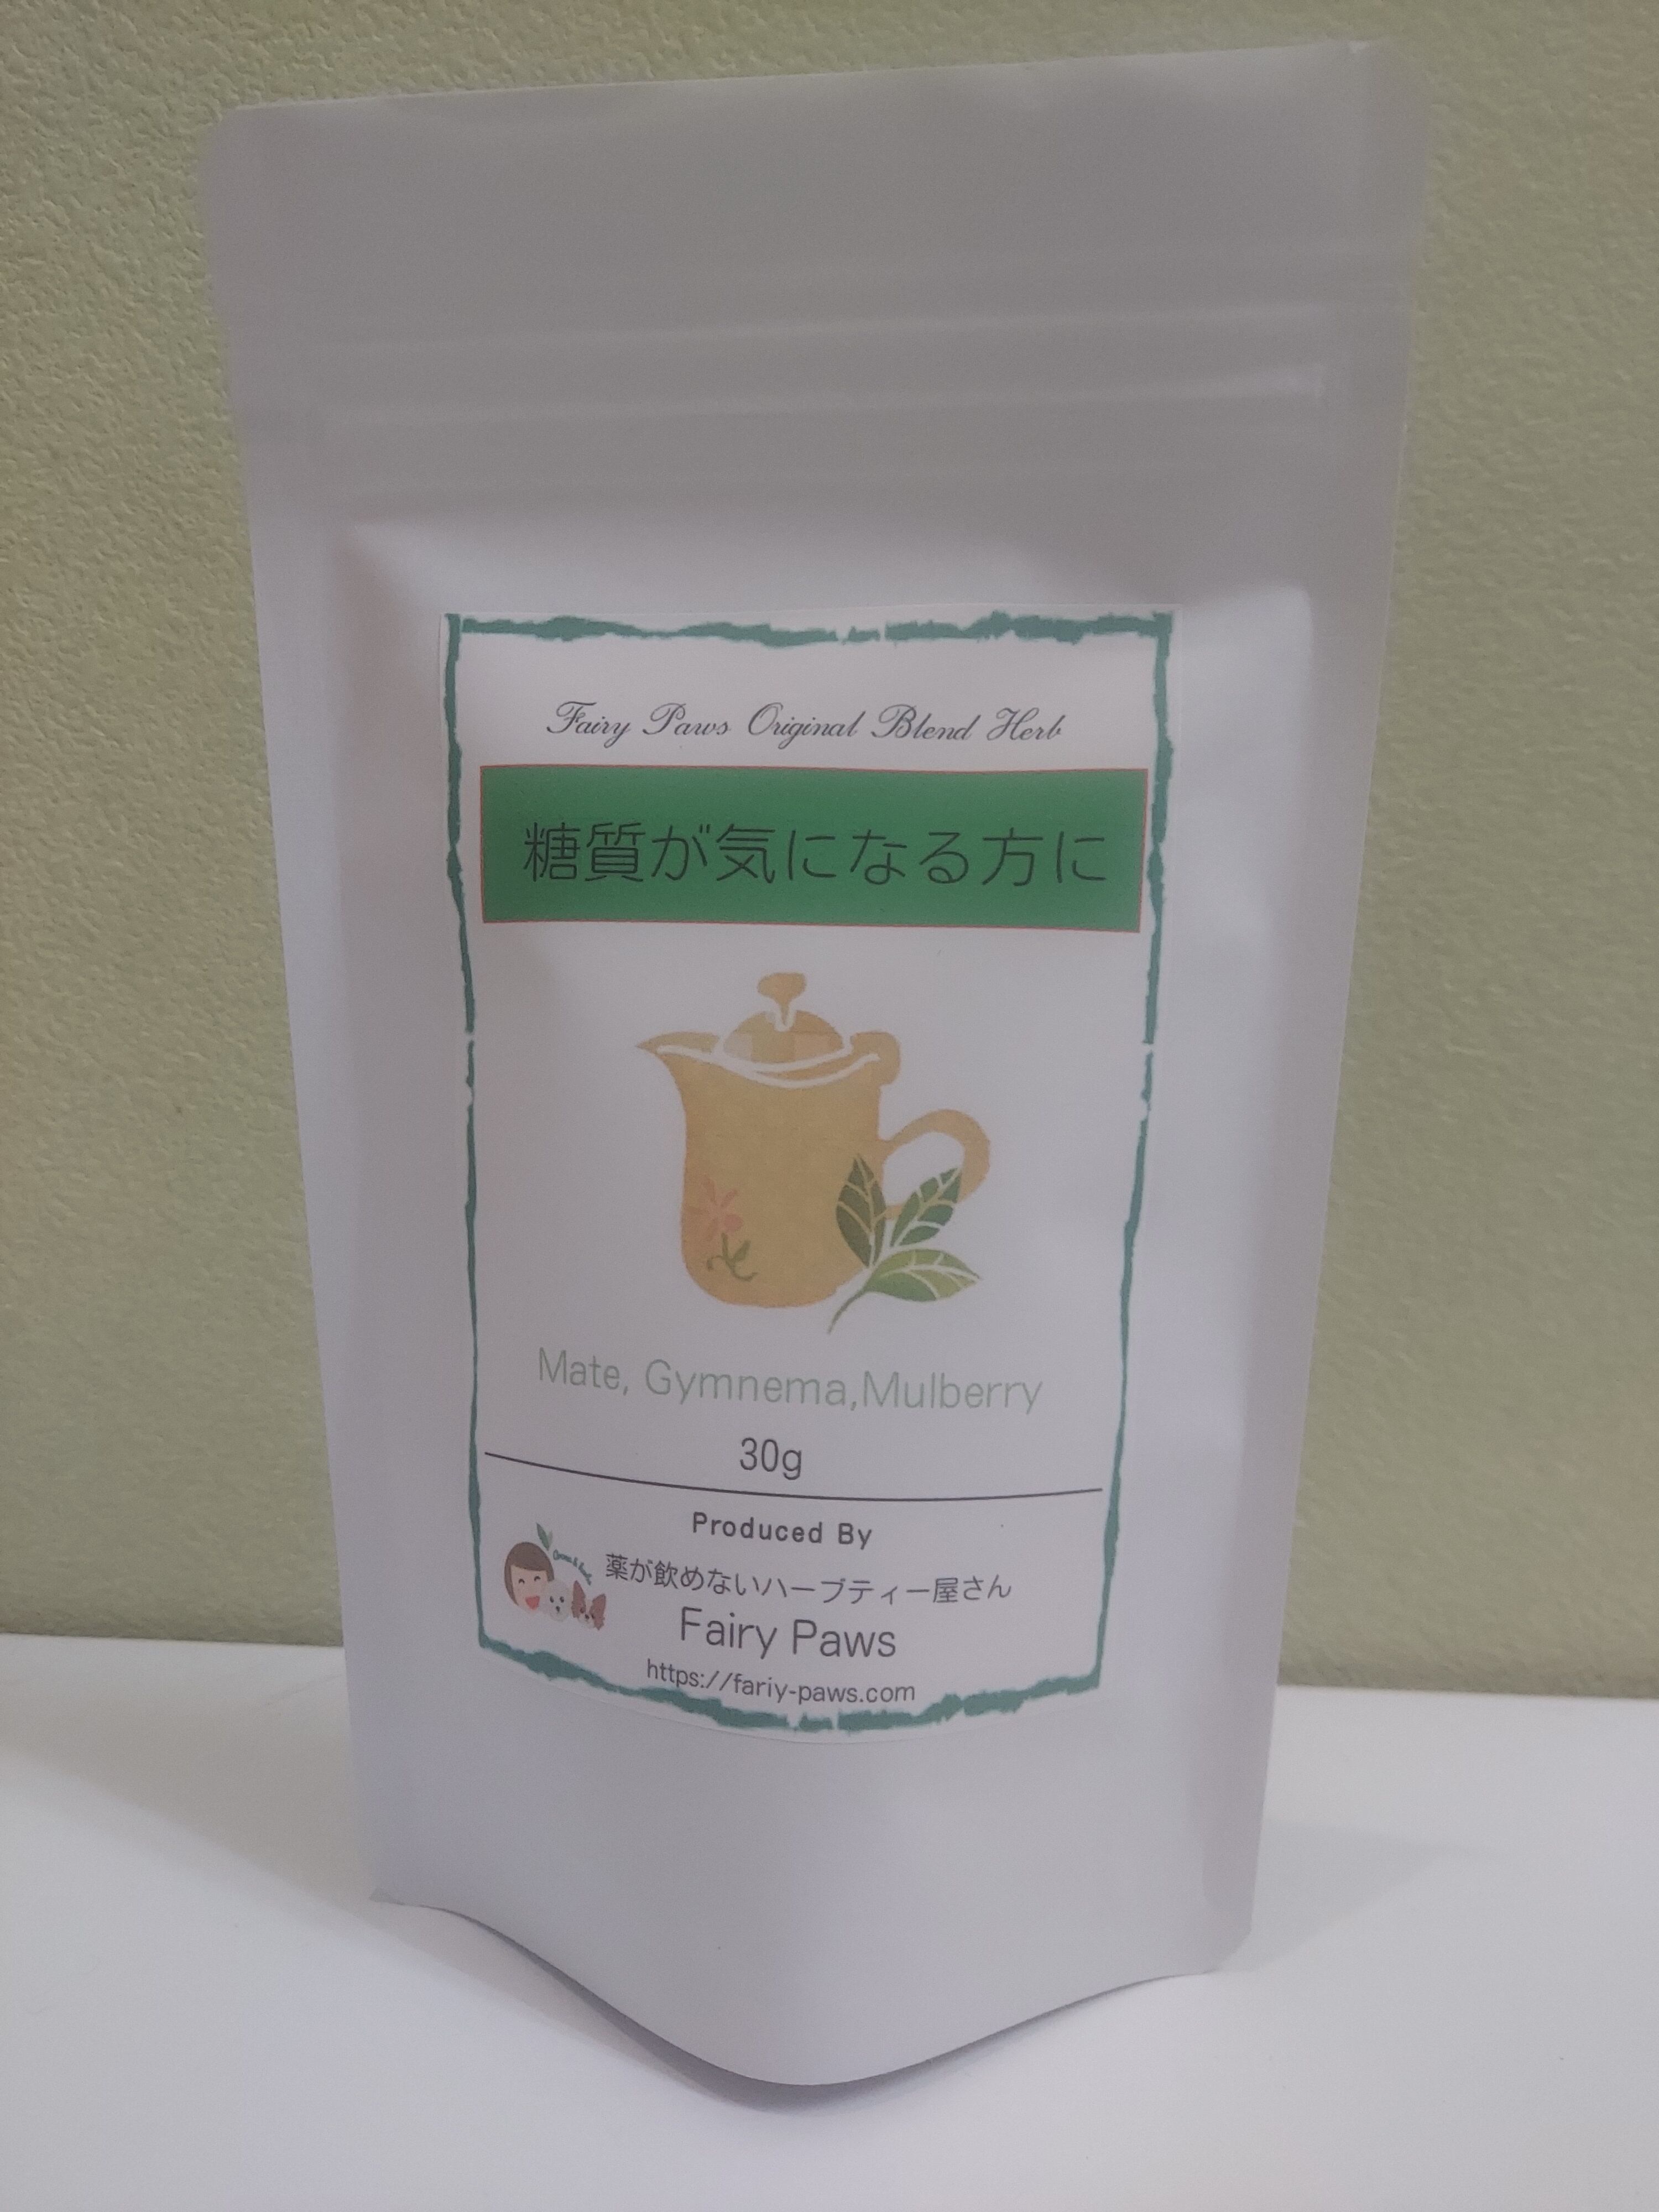 Fairy Paws Original Blend Herb
糖質が気になる方に
Mate, Gymnema,Mulberry
30g
Produced By
薬が飲めないハーブティー屋さん
Fairy Paws
https://fariy-paws.com